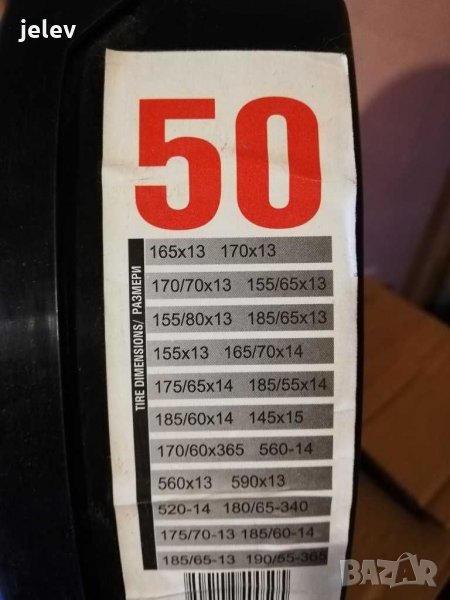 jelev
50
TIRE DIMENSIONS/ РАЗМЕРИ
165x13 170x13
170/70x13 155/65x13
155/80x13 185/65x13
155x13 165/70x14
175/65x14 185/55x14
185/60x14 145x15
170/60x365 560-14
560x13 590x13
520-14 180/65-340
175/70-13 185/60-14
185/65-13 190/55-365
BAZAR